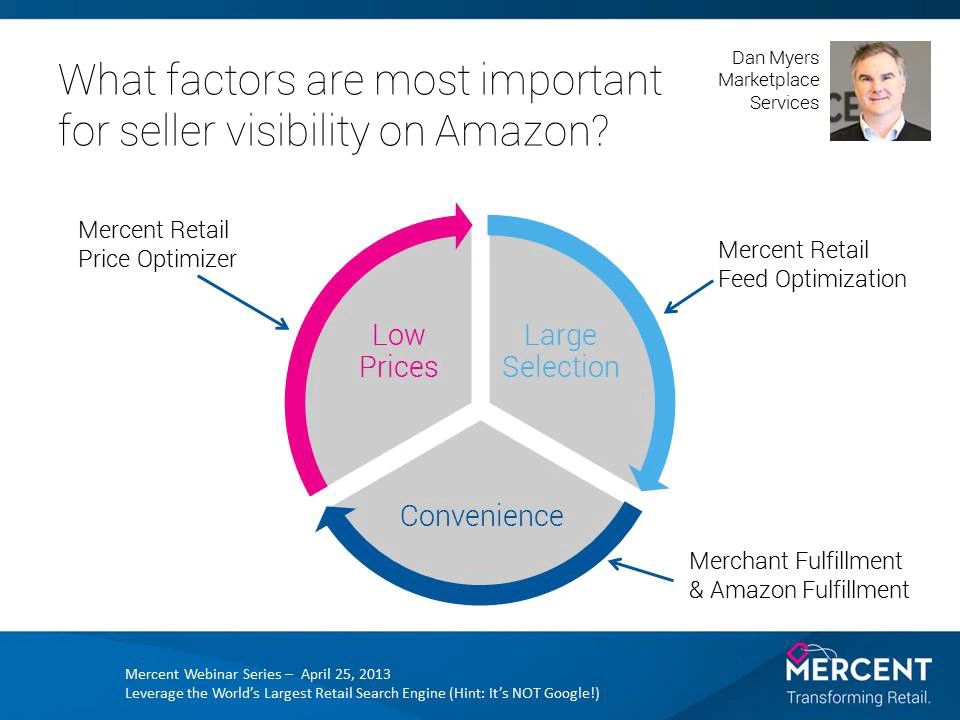 What factors are most important
for seller visibility on Amazon?
Dan Myers
Marketplace
Services
CE
Mercent Retail
Price Optimizer
Mercent Retail
Feed Optimization
Low
Prices
Large
Selection
Convenience
Merchant Fulfillment
& Amazon Fulfillment
Mercent Webinar Series – April 25, 2013
Leverage the World's Largest Retail Search Engine (Hint: It's NOT Google!)
MERCENT
Transforming Retail.